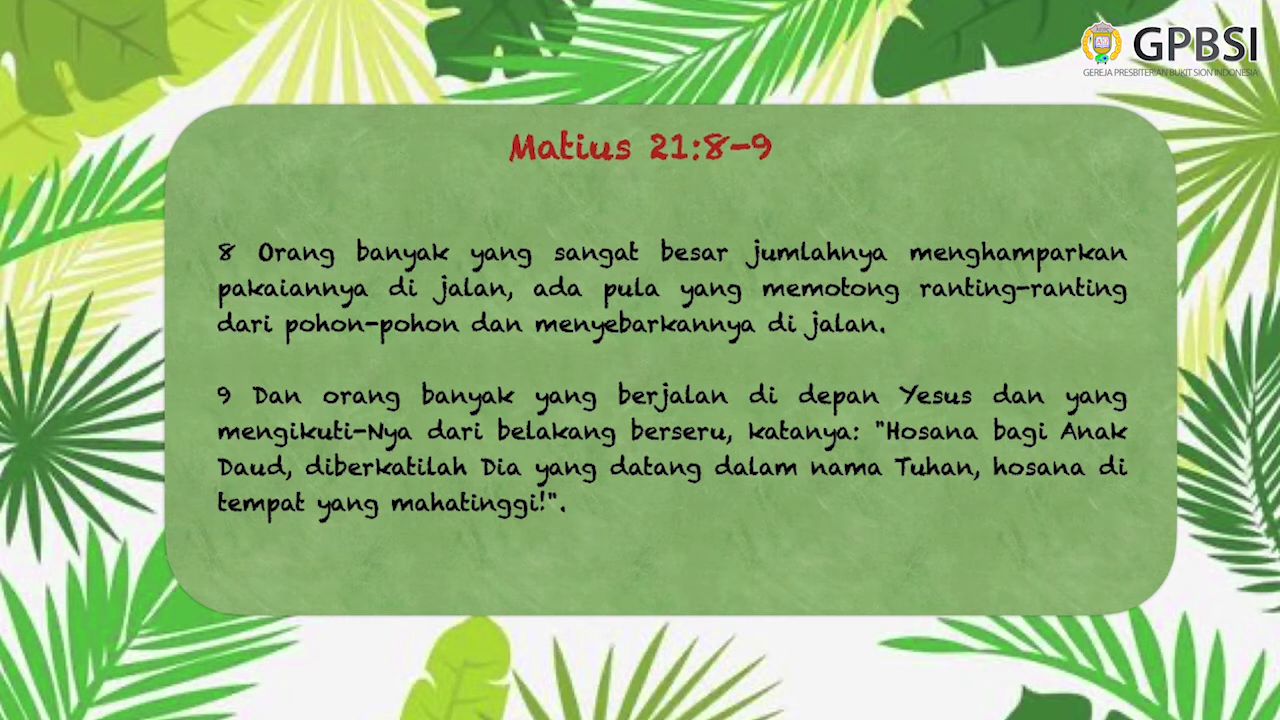 GPBSI
GEREJA PRESBITERIAN BUKIT SION INDONESIA
Matius 21:8-9
8 Orang banyak yang sangat besar jumlahnya menghamparkan
pakaiannya di jalan, ada pula yang memotong ranting-ranting
dari pohon-pohon dan menyebarkannya di jalan.
9 Dan orang banyak yang berjalan di depan Yesus dan yang
mengikuti-Nya dari belakang berseru, katanya: "Hosana bagi Anak
Daud, diberkatilah Dia yang datang dalam nama Tuhan, hosana di
tempat yang mahatinggi!".